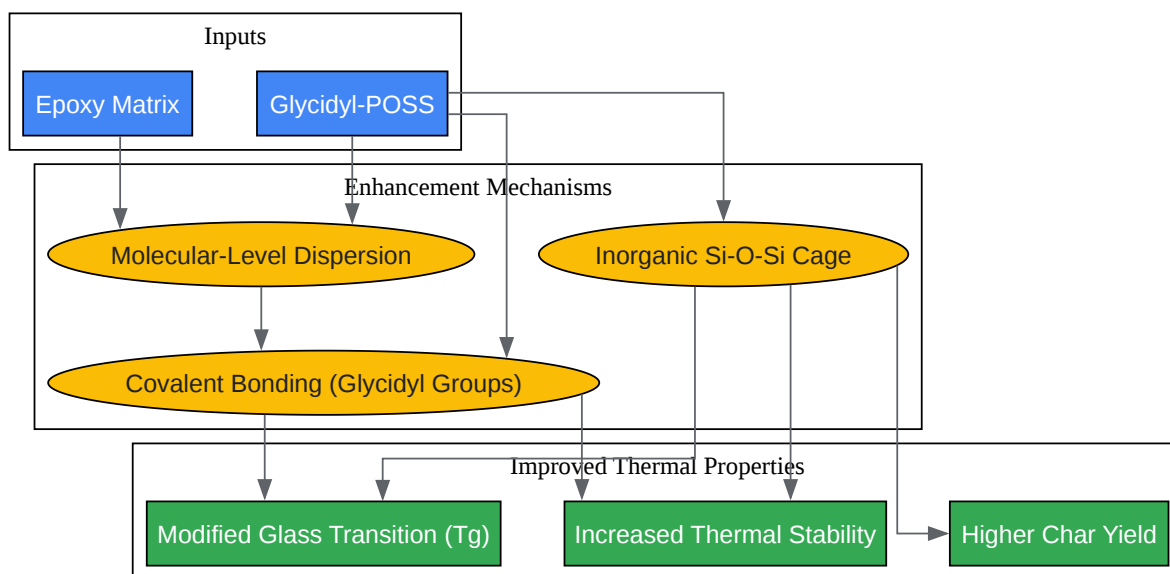 Inputs
Epoxy Matrix
Glycidyl-POSS
Enhancement Mechanisms
Molecular-Level Dispersion
Inorganic Si-O-Si Cage
Covalent Bonding (Glycidyl Groups)
Improved Thermal Properties
Modified Glass Transition (Tg)
Increased Thermal Stability
Higher Char Yield